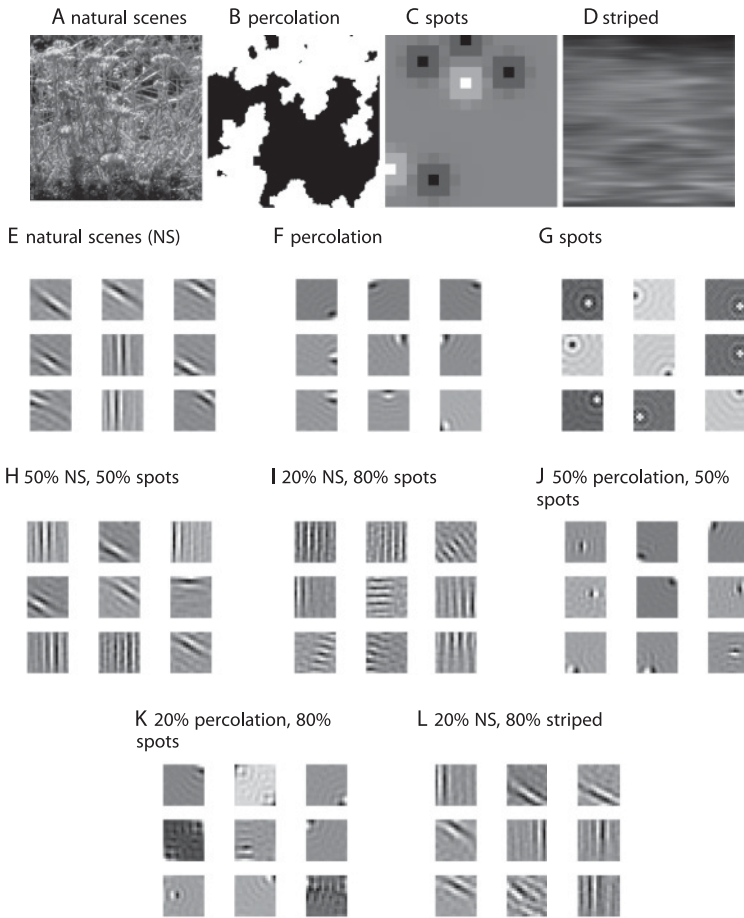 A natural scenes
B percolation
C spots
D striped
E natural scenes (NS)
F percolation
G spots
H 50% NS, 50% spots
I 20% NS, 80% spots
J 50% percolation, 50%
spots
K 20% percolation, 80%
spots
L 20% NS, 80% striped